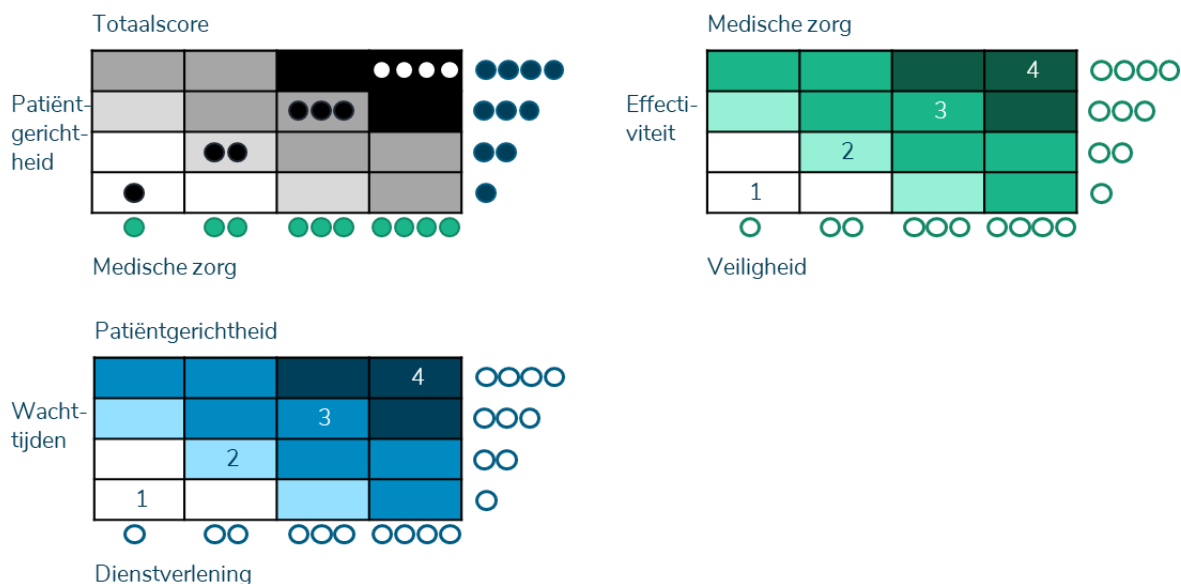 Totaalscore
Patiënt-
gericht-
heid
Medische zorg
Medische zorg
Effecti-
viteit
4
3
2
1
Veiligheid
Patiëntgerichtheid
Wacht-
tijden
4
3
2
1
Dienstverlening